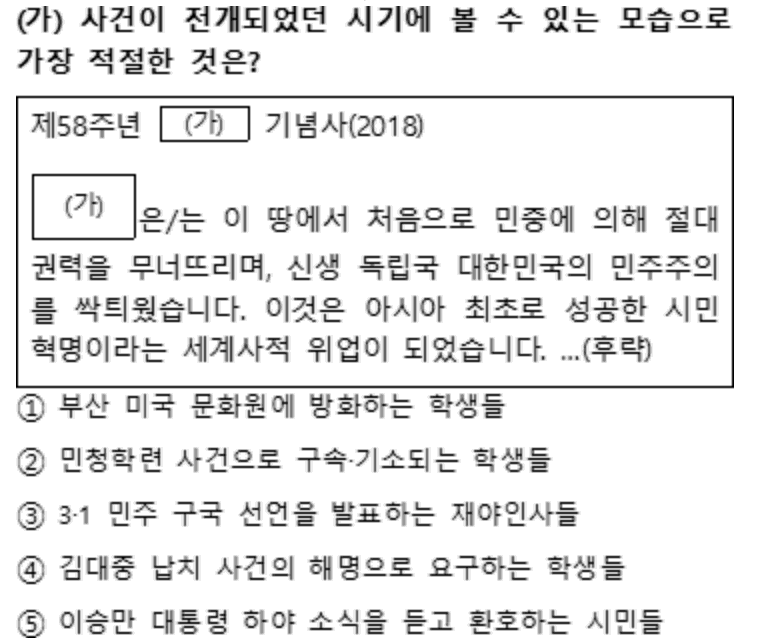 (가) 사건이 전개되었던 시기에 볼 수 있는 모습으로
가장 적절한 것은?
제58주년 (가) 기념사(2018)
(가) 은/는 이 땅에서 처음으로 민중에 의해 절대
권력을 무너뜨리며, 신생 독립국 대한민국의 민주주의
를 싹틔웠습니다. 이것은 아시아 최초로 성공한 시민
혁명이라는 세계사적 위업이 되었습니다. ...(후략)
① 부산 미국 문화원에 방화하는 학생들
② 민청학련 사건으로 구속·기소되는 학생들
③ 3·1 민주 구국 선언을 발표하는 재야인사들
④ 김대중 납치 사건의 해명으로 요구하는 학생들
⑤ 이승만 대통령 하야 소식을 듣고 환호하는 시민들